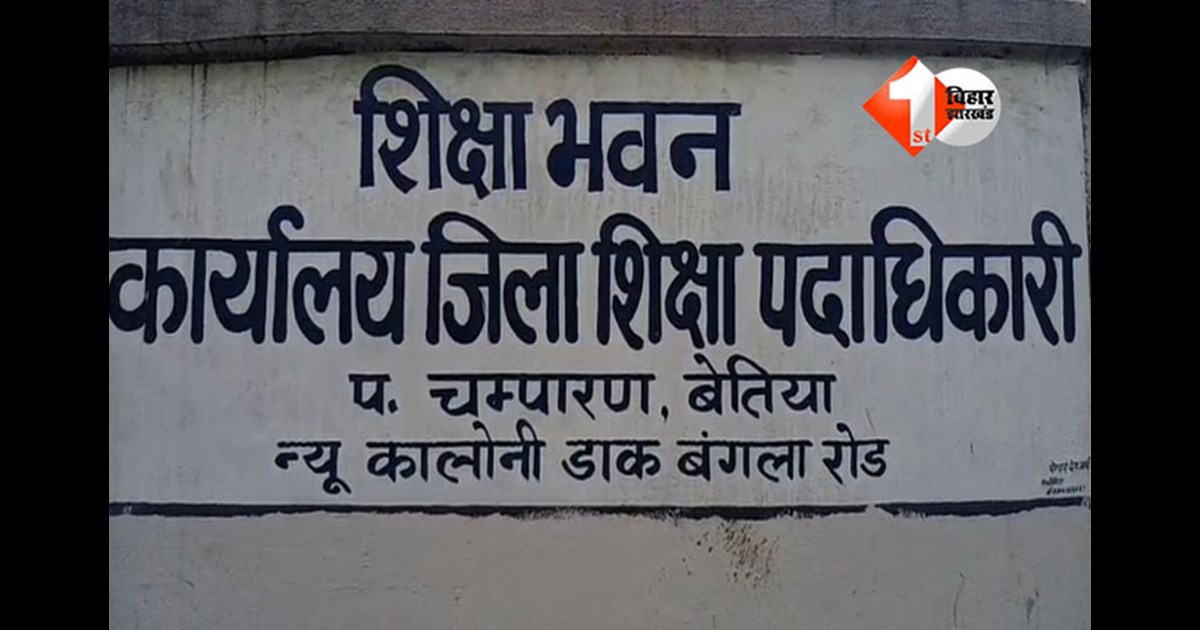 शिक्षा भवन
1st बिहार झारखंड
कार्यालय जिला शिक्षा पदाधिकारी
प. चम्पारण, बेतिया
न्यू कालोनी डाक बंगला रोड